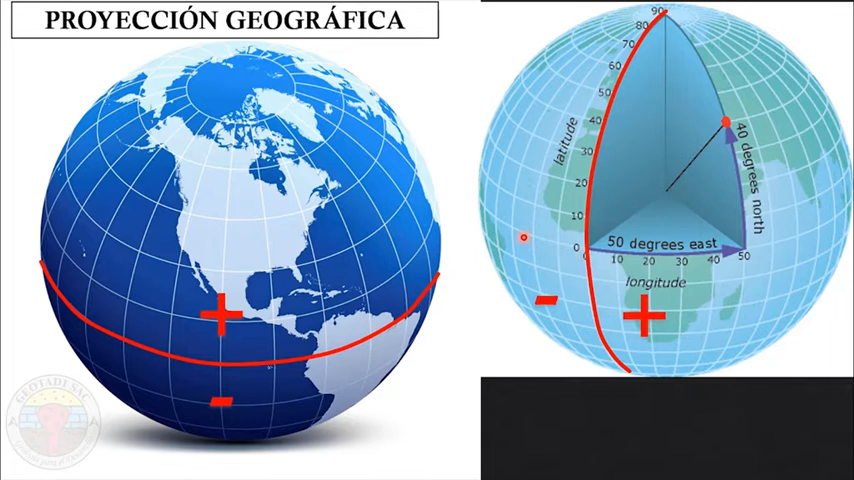 PROYECCIÓN GEOGRÁFICA
+
-
GEOTADI SAC
90
80
70
60
50
40
30
20
10
0
latitude
40 degrees north
50 degrees east
0 10 20 30 40 50
longitude
-
+